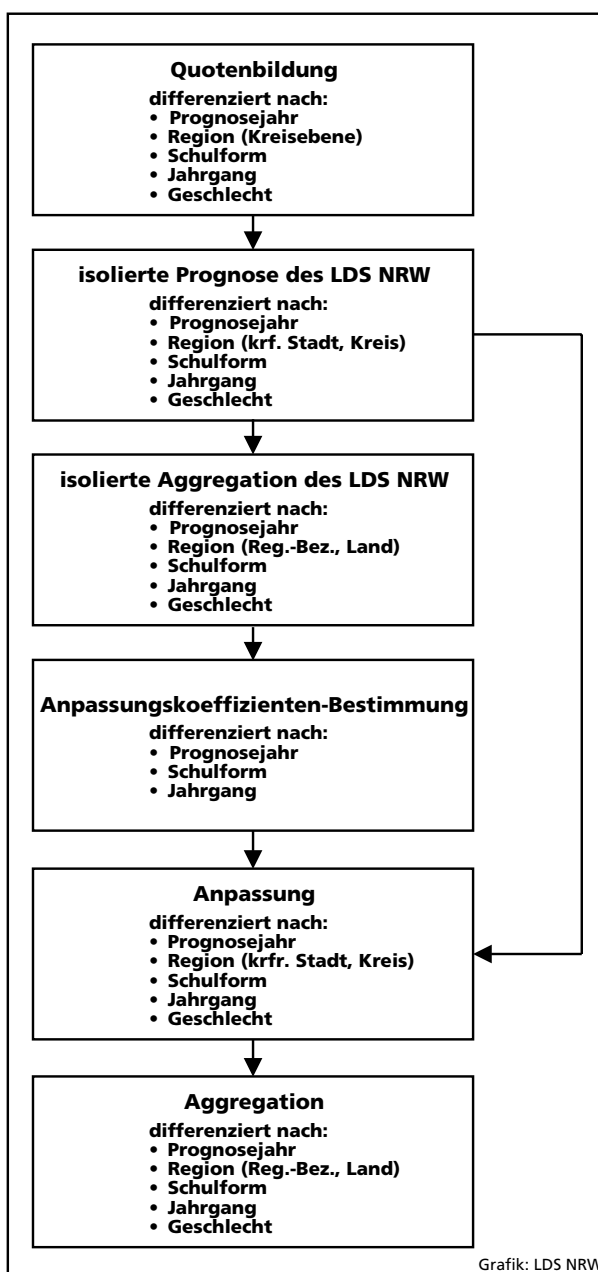 Quotenbildung
differenziert nach:
• Prognosejahr
• Region (Kreisebene)
• Schulform
• Jahrgang
• Geschlecht
isolierte Prognose des LDS NRW
differenziert nach:
• Prognosejahr
• Region (krf. Stadt, Kreis)
• Schulform
• Jahrgang
• Geschlecht
isolierte Aggregation des LDS NRW
differenziert nach:
• Prognosejahr
• Region (Reg.-Bez., Land)
• Schulform
• Jahrgang
• Geschlecht
Anpassungskoeffizienten-Bestimmung
differenziert nach:
• Prognosejahr
• Schulform
• Jahrgang
Anpassung
differenziert nach:
• Prognosejahr
• Region (krfr. Stadt, Kreis)
• Schulform
• Jahrgang
• Geschlecht
Aggregation
differenziert nach:
• Prognosejahr
• Region (Reg.-Bez., Land)
• Schulform
• Jahrgang
• Geschlecht
Grafik: LDS NRW